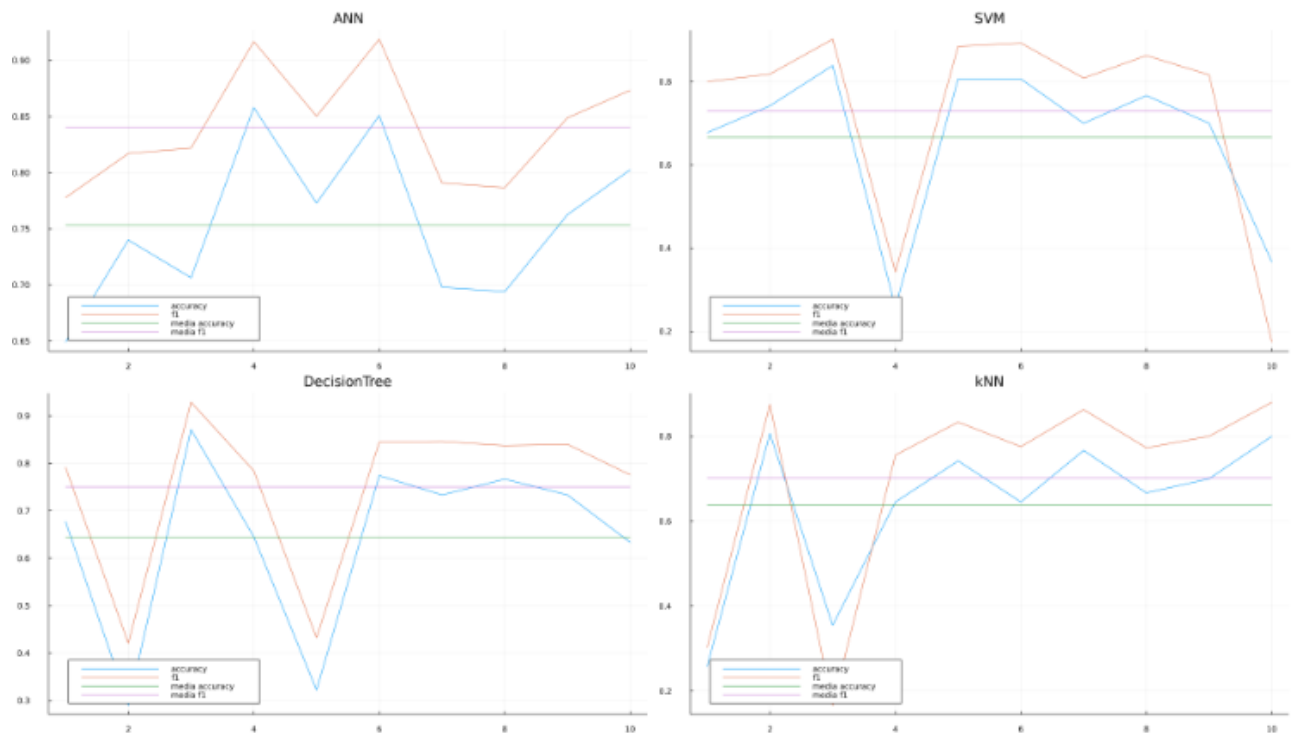 ANN
0.90
0.85
0.80
0.75
0.70
0.65
accuracy
f1
media accuracy
media f1
2 4 6 8 10
SVM
0.8
0.6
0.4
0.2
accuracy
f1
media accuracy
media f1
2 4 6 8 10
DecisionTree
0.9
0.8
0.7
0.6
0.5
0.4
0.3
accuracy
f1
media accuracy
media f1
2 4 6 8 10
kNN
0.8
0.6
0.4
0.2
accuracy
f1
media accuracy
media f1
2 4 6 8 10